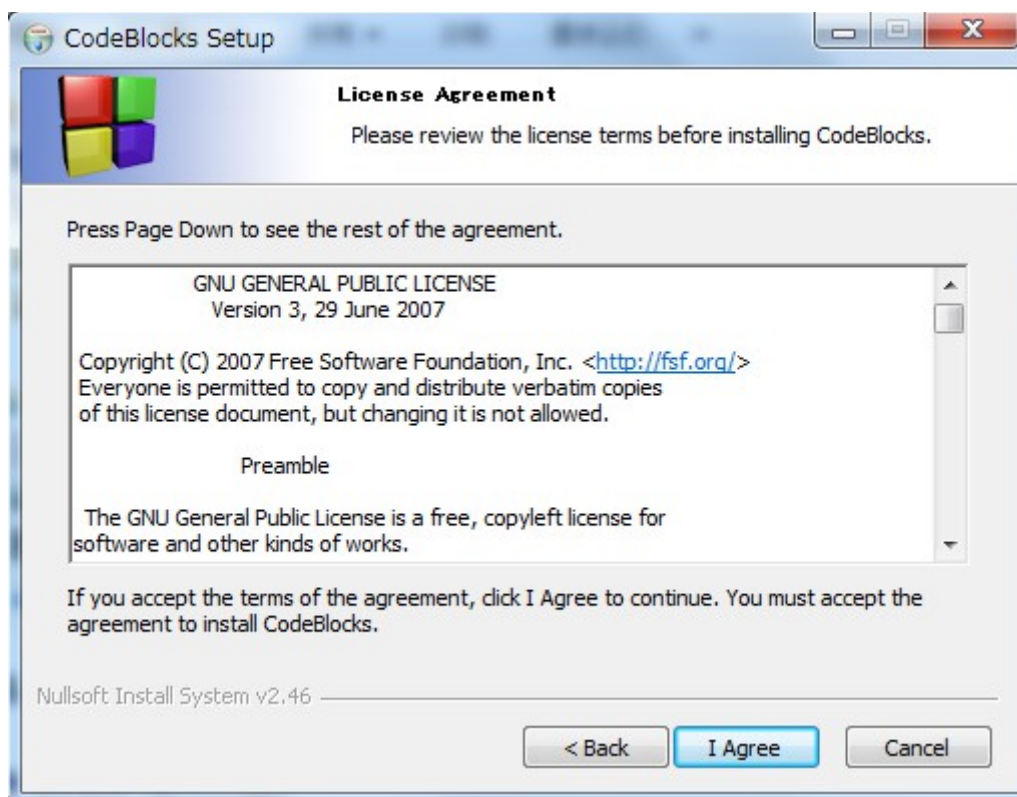 CodeBlocks Setup
License Agreement
Please review the license terms before installing CodeBlocks.
Press Page Down to see the rest of the agreement.
GNU GENERAL PUBLIC LICENSE
Version 3, 29 June 2007
Copyright (C) 2007 Free Software Foundation, Inc. <http://fsf.org/>
Everyone is permitted to copy and distribute verbatim copies
of this license document, but changing it is not allowed.
Preamble
The GNU General Public License is a free, copyleft license for
software and other kinds of works.
If you accept the terms of the agreement, click I Agree to continue. You must accept the
agreement to install CodeBlocks.
Nullsoft Install System v2.46
< Back I Agree Cancel